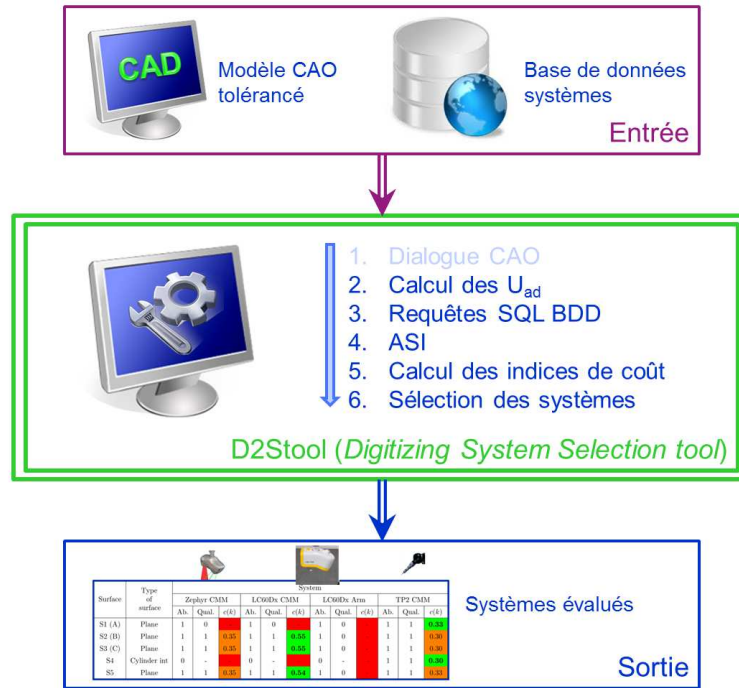 CAD
Modèle CAO
tolérancé
Base de données
systèmes
Entrée
1. Dialogue CAO
2. Calcul des Uad
3. Requêtes SQL BDD
4. ASI
5. Calcul des indices de coût
6. Sélection des systèmes
D2Stool (Digitizing System Selection tool)
Surface Type of surface System
Zephyr CMM LC60Dx CMM LC60Dx Arm TP2 CMM
Ab. Qual. c(k) Ab. Qual. c(k) Ab. Qual. c(k) Ab. Qual. c(k)
S1 (A) Plane 1 0 1 0 1 0 1 1 0.33
S2 (B) Plane 1 1 0.35 1 1 0.55 1 0 1 1 0.30
S3 (C) Plane 1 1 0.35 1 1 0.55 1 0 1 1 0.30
S4 Cylinder int 0 - 0 - 0 - 1 1 0.30
S5 Plane 1 1 0.35 1 1 0.54 1 0 1 1 0.33
Systèmes évalués
Sortie